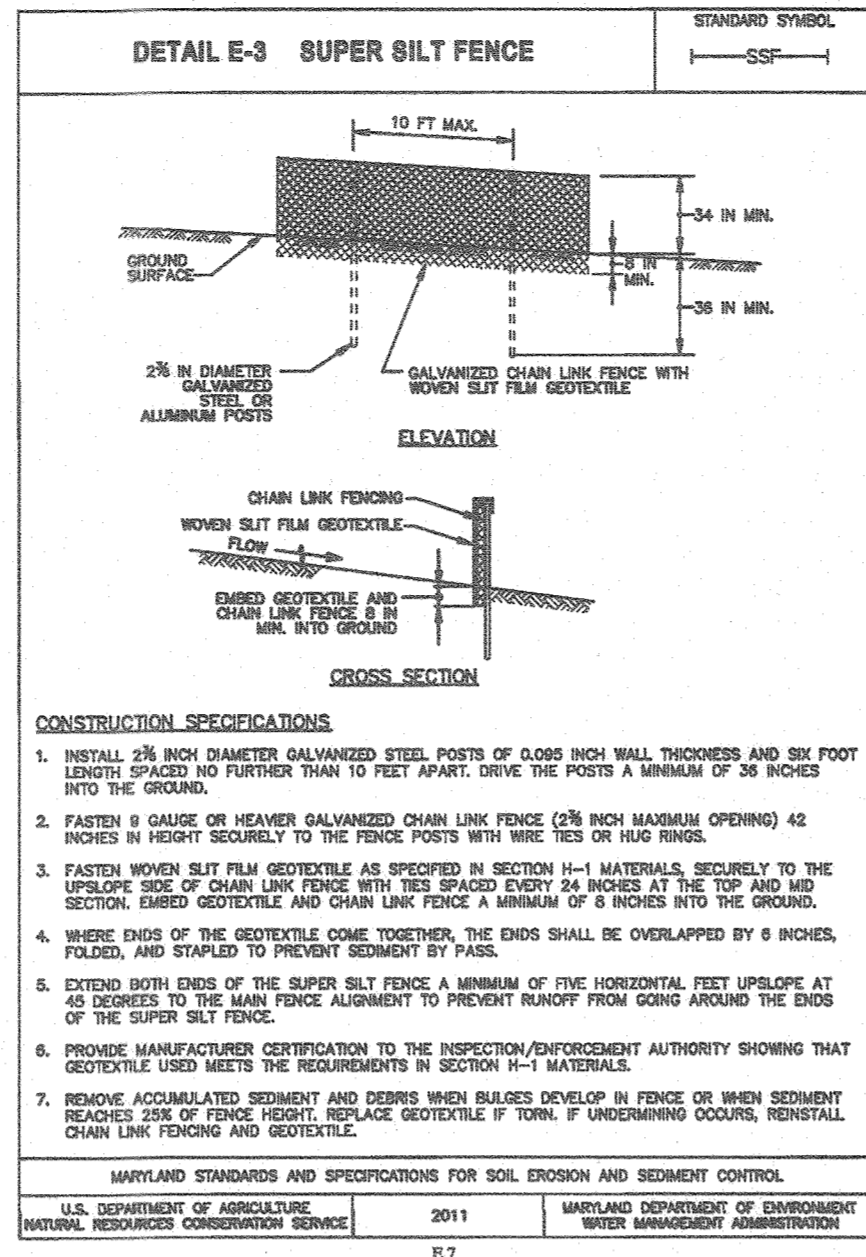 DETAIL E-3 SUPER SILT FENCE
STANDARD SYMBOL
SSF
10 FT MAX.
34 IN MIN.
GROUND
SURFACE
8 IN
MIN.
36 IN MIN.
2⅜ IN DIAMETER
GALVANIZED
STEEL OR
ALUMINUM POSTS
GALVANIZED CHAIN LINK FENCE WITH
WOVEN SLIT FILM GEOTEXTILE
ELEVATION
CHAIN LINK FENCING
WOVEN SLIT FILM GEOTEXTILE
FLOW
EMBED GEOTEXTILE AND
CHAIN LINK FENCE 8 IN
MIN. INTO GROUND
CROSS SECTION
CONSTRUCTION SPECIFICATIONS
1. INSTALL 2⅜ INCH DIAMETER GALVANIZED STEEL POSTS OF 0.095 INCH WALL THICKNESS AND SIX FOOT
LENGTH SPACED NO FURTHER THAN 10 FEET APART. DRIVE THE POSTS A MINIMUM OF 36 INCHES
INTO THE GROUND.
2. FASTEN 9 GAUGE OR HEAVIER GALVANIZED CHAIN LINK FENCE (2⅜ INCH MAXIMUM OPENING) 42
INCHES IN HEIGHT SECURELY TO THE FENCE POSTS WITH WIRE TIES OR HUG RINGS.
3. FASTEN WOVEN SLIT FILM GEOTEXTILE AS SPECIFIED IN SECTION H-1 MATERIALS, SECURELY TO THE
UPSLOPE SIDE OF CHAIN LINK FENCE WITH TIES SPACED EVERY 24 INCHES AT THE TOP AND MID
SECTION. EMBED GEOTEXTILE AND CHAIN LINK FENCE A MINIMUM OF 8 INCHES INTO THE GROUND.
4. WHERE ENDS OF THE GEOTEXTILE COME TOGETHER, THE ENDS SHALL BE OVERLAPPED BY 6 INCHES,
FOLDED, AND STAPLED TO PREVENT SEDIMENT BY PASS.
5. EXTEND BOTH ENDS OF THE SUPER SILT FENCE A MINIMUM OF FIVE HORIZONTAL FEET UPSLOPE AT
45 DEGREES TO THE MAIN FENCE ALIGNMENT TO PREVENT RUNOFF FROM GOING AROUND THE ENDS
OF THE SUPER SILT FENCE.
6. PROVIDE MANUFACTURER CERTIFICATION TO THE INSPECTION/ENFORCEMENT AUTHORITY SHOWING THAT
GEOTEXTILE USED MEETS THE REQUIREMENTS IN SECTION H-1 MATERIALS.
7. REMOVE ACCUMULATED SEDIMENT AND DEBRIS WHEN BULGES DEVELOP IN FENCE OR WHEN SEDIMENT
REACHES 25% OF FENCE HEIGHT. REPLACE GEOTEXTILE IF TORN. IF UNDERMINING OCCURS, REINSTALL
CHAIN LINK FENCING AND GEOTEXTILE.
MARYLAND STANDARDS AND SPECIFICATIONS FOR SOIL EROSION AND SEDIMENT CONTROL
U.S. DEPARTMENT OF AGRICULTURE
NATURAL RESOURCES CONSERVATION SERVICE
2011
MARYLAND DEPARTMENT OF ENVIRONMENT
WATER MANAGEMENT ADMINISTRATION
E.7